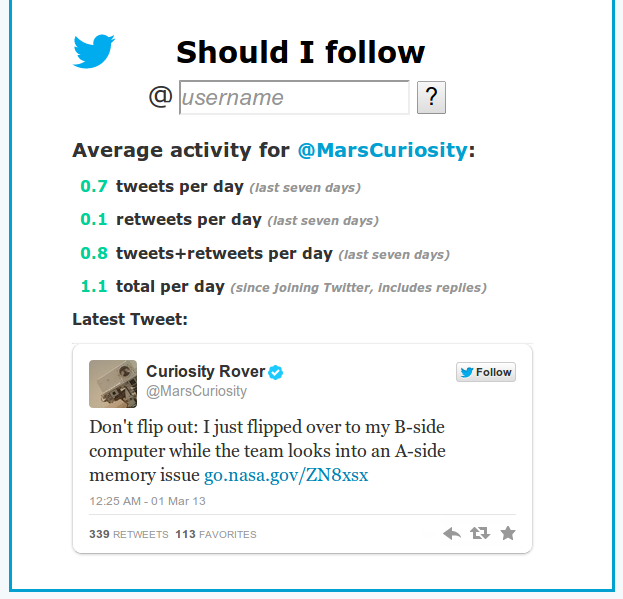 Should I follow
@ username ?
Average activity for @MarsCuriosity:
0.7 tweets per day (last seven days)
0.1 retweets per day (last seven days)
0.8 tweets+retweets per day (last seven days)
1.1 total per day (since joining Twitter, includes replies)
Latest Tweet:
Curiosity Rover Follow
@MarsCuriosity
Don't flip out: I just flipped over to my B-side
computer while the team looks into an A-side
memory issue go.nasa.gov/ZN8xsx
12:25 AM - 01 Mar 13
339 RETWEETS 113 FAVORITES